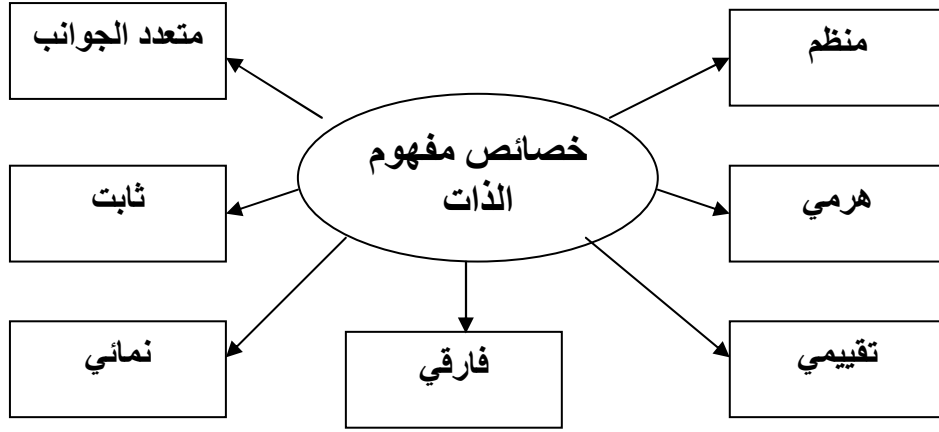 منظم
متعدد الجوانب
خصائص مفهوم
الذات
هرمي
ثابت
تقييمي
فارقي
نمائي